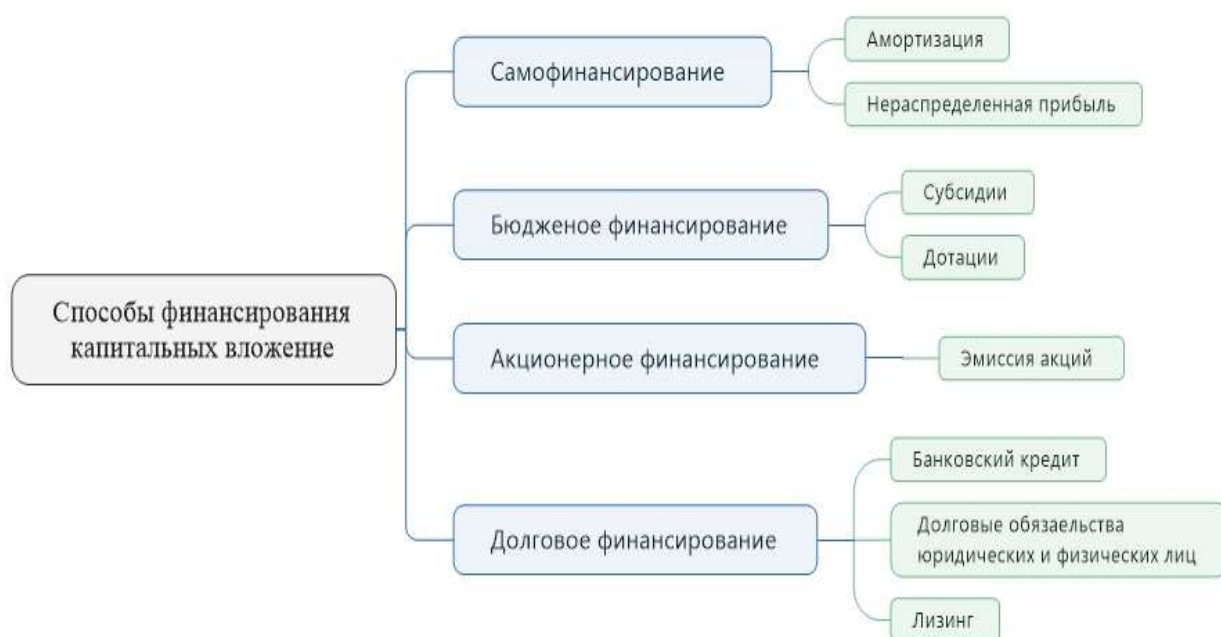 Способы финансирования
капитальных вложение
Самофинансирование
Амортизация
Нераспределенная прибыль
Бюдженое финансирование
Субсидии
Дотации
Акционерное финансирование
Эмиссия акций
Долговое финансирование
Банковский кредит
Долговые обязаельства
юридических и физических лиц
Лизинг